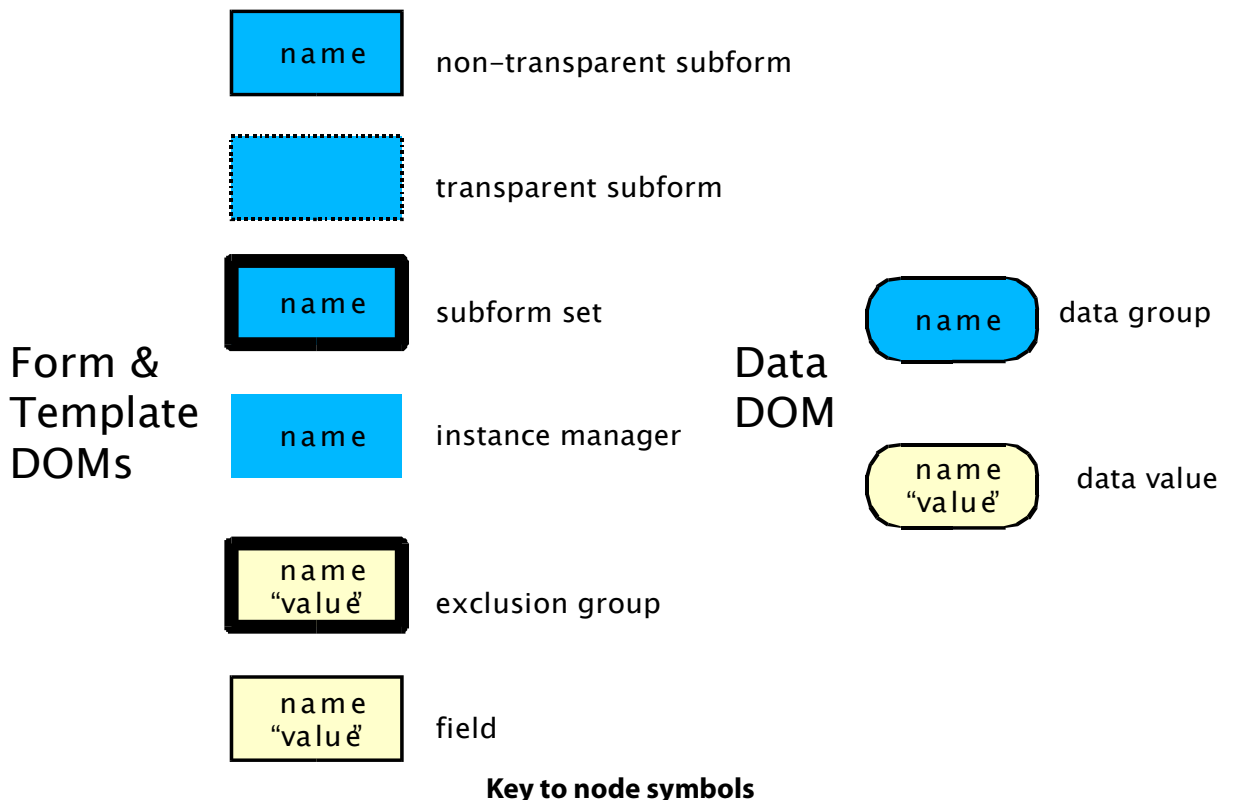 name
non-transparent subform
transparent subform
name
subform set
Form &
Template
DOMs
name
instance manager
name
“value”
exclusion group
name
“value”
field
Data
DOM
name
data group
name
“value”
data value
Key to node symbols